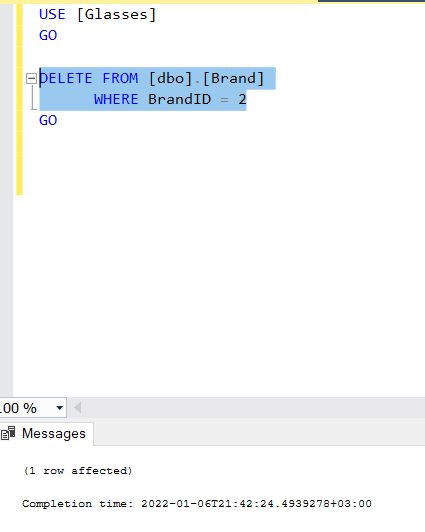 USE [Glasses]
GO
DELETE FROM [dbo].[Brand]
WHERE BrandID = 2
GO
100 %
Messages
(1 row affected)
Completion time: 2022-01-06T21:42:24.4939278+03:00